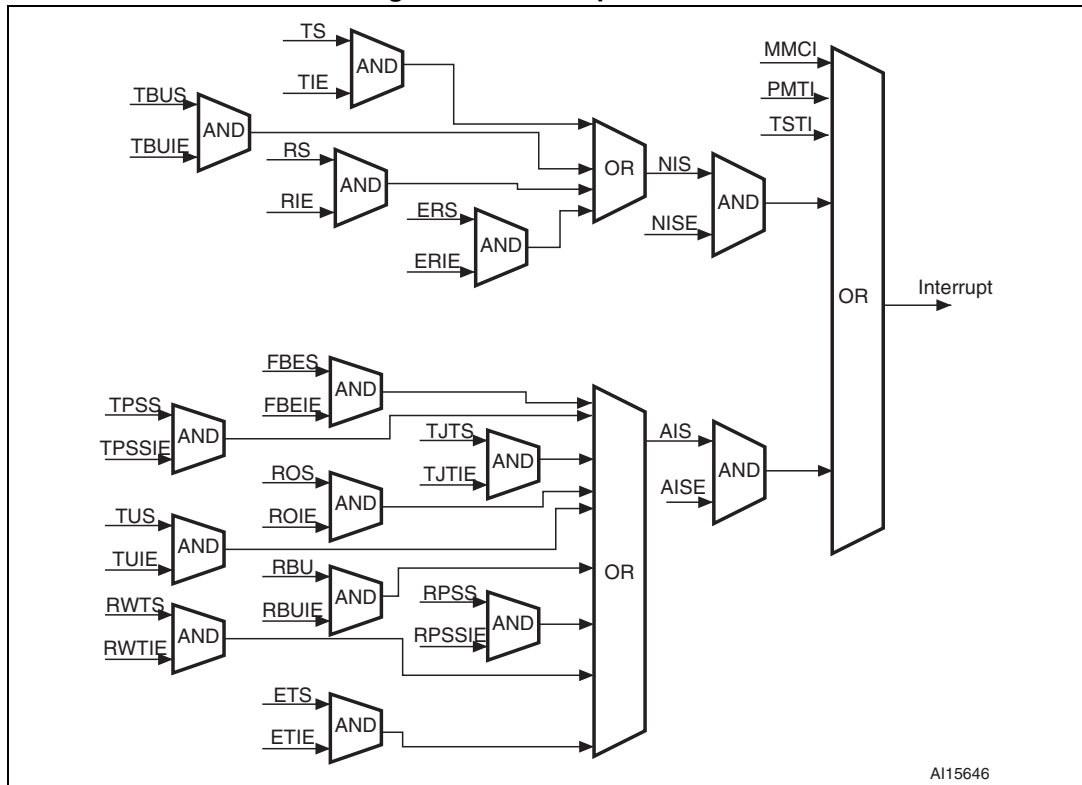 TS
AND
TIE
TBUS
AND
TBUIE
RS
AND
RIE
ERS
AND
ERIE
OR
NIS
AND
NISE
MMCI
PMTI
TSTI
OR
Interrupt
FBES
AND
FBEIE
TPSS
AND
TPSSIE
TJTS
AND
TJTIE
ROS
AND
ROIE
TUS
AND
TUIE
RBU
AND
RBUIE
RPSS
AND
RPSSIE
RWTS
AND
RWTIE
ETS
AND
ETIE
OR
AIS
AND
AISE
AI15646